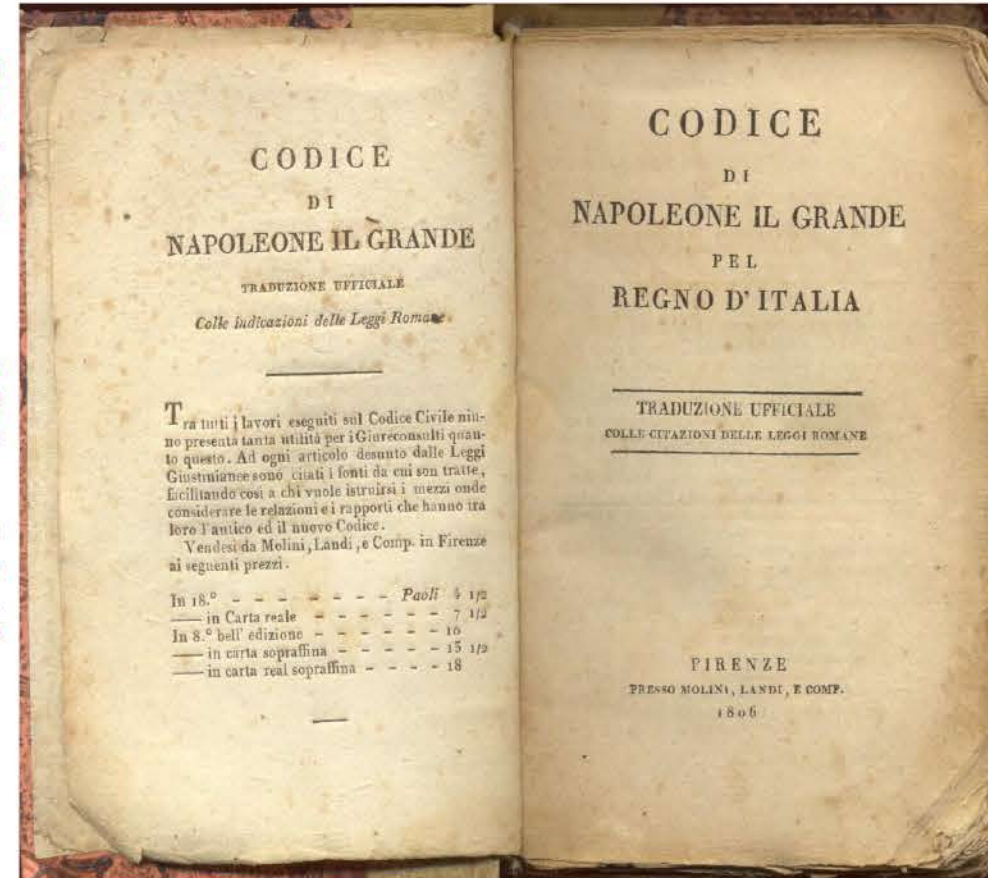 CODICE
DI
NAPOLEONE IL GRANDE
TRADUZIONE UFFICIALE
Colle indicazioni delle Leggi Romane
Tra tutti i lavori eseguiti sul Codice Civile niu-
no presenta tanta utilità per i Giureconsulti quan-
to questo. Ad ogni articolo desunto dalle Leggi
Giustinianee sono citati i fonti da cui son tratte,
facilitando così a chi vuole istruirsi i mezzi onde
considerare le relazioni e i rapporti che hanno tra
loro l'antico ed il nuovo Codice.
Vendesi da Molini, Landi, e Comp. in Firenze
ai seguenti prezzi.
In 18.° - - - - - - - Paoli 4 1/2
— in Carta reale - - - - - - 7 1/2
In 8.° bell' edizione - - - - - - 10
— in carta sopraffina - - - - - 15 1/2
— in carta real sopraffina - - - - 18
CODICE
DI
NAPOLEONE IL GRANDE
PEL
REGNO D'ITALIA
TRADUZIONE UFFICIALE
COLLE CITAZIONI DELLE LEGGI ROMANE
FIRENZE
PRESSO MOLINI, LANDI, E COMP.
1806